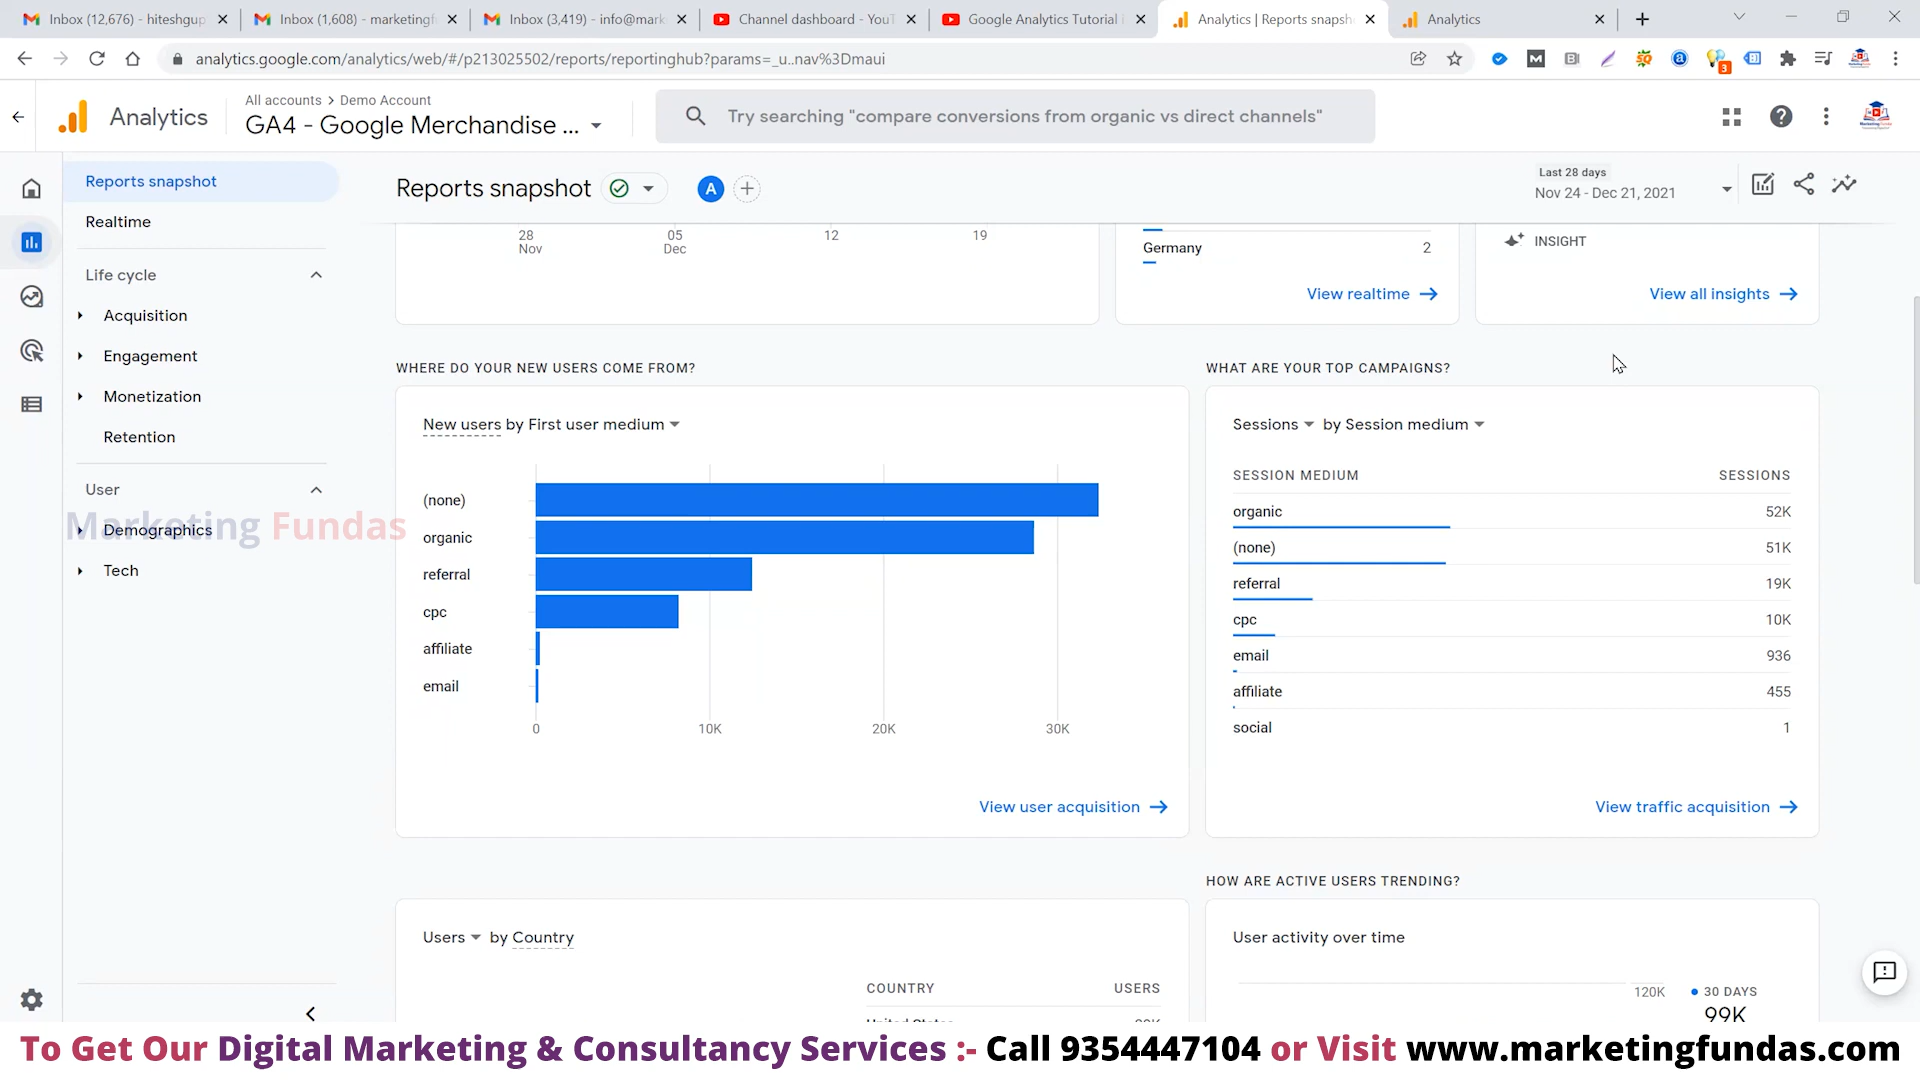 Inbox (12,676) - hiteshgup
Inbox (1,608) - marketingf
Inbox (3,419) - info@mark
Channel dashboard - YouT
Google Analytics Tutorial
Analytics | Reports snapsh
Analytics
analytics.google.com/analytics/web/#/p213025502/reports/reportinghub?params=_u..nav%3Dmaui
3
Analytics
All accounts > Demo Account
GA4 - Google Merchandise ...
Try searching "compare conversions from organic vs direct channels"
Reports snapshot
Realtime
Life cycle
Acquisition
Engagement
Monetization
Retention
User
Demographics
Tech
Marketing Fundas
Reports snapshot
A
Last 28 days
Nov 24 - Dec 21, 2021
28
Nov
05
Dec
12
19
Germany 2
View realtime
INSIGHT
View all insights
WHERE DO YOUR NEW USERS COME FROM?
New users by First user medium
(none)
organic
referral
cpc
affiliate
email
0 10K 20K 30K
View user acquisition
WHAT ARE YOUR TOP CAMPAIGNS?
Sessions by Session medium
SESSION MEDIUM SESSIONS
organic 52K
(none) 51K
referral 19K
cpc 10K
email 936
affiliate 455
social 1
View traffic acquisition
Users by Country
COUNTRY USERS
United States
HOW ARE ACTIVE USERS TRENDING?
User activity over time
120K
30 DAYS
99K
To Get Our Digital Marketing & Consultancy Services :- Call 9354447104 or Visit www.marketingfundas.com